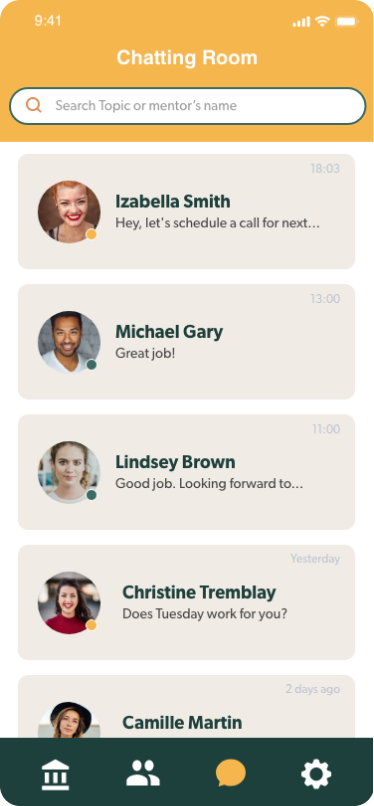 9:41
Chatting Room
Search Topic or mentor's name
18:03
Izabella Smith
Hey, let's schedule a call for next...
13:00
Michael Gary
Great job!
11:00
Lindsey Brown
Good job. Looking forward to...
Yesterday
Christine Tremblay
Does Tuesday work for you?
2 days ago
Camille Martin